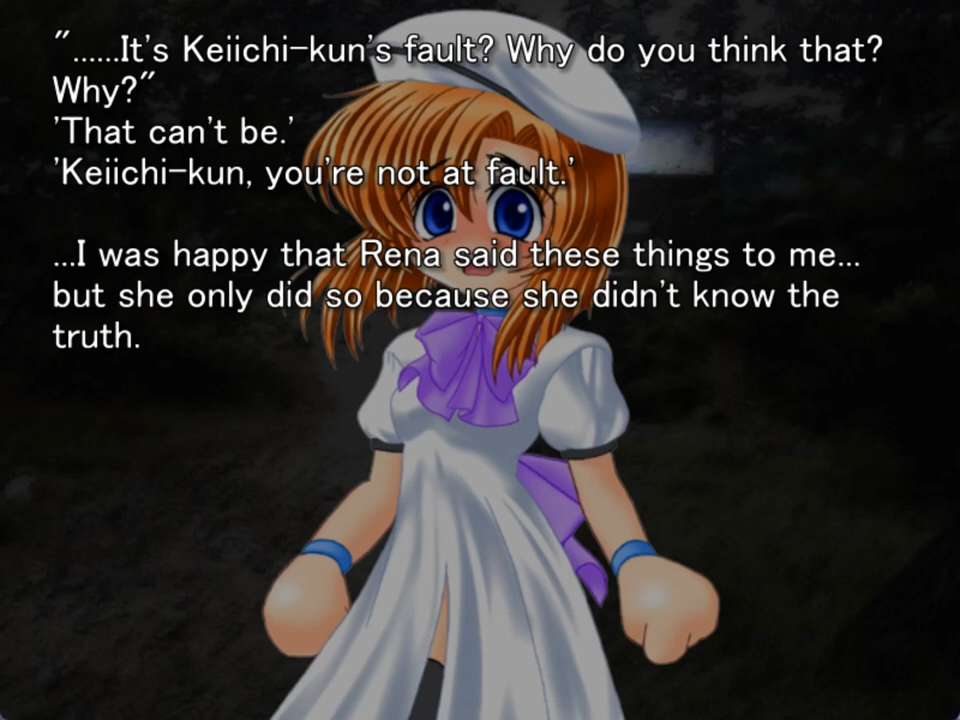 "......It's Keiichi-kun's fault? Why do you think that?
Why?"
'That can't be.'
'Keiichi-kun, you're not at fault.'
...I was happy that Rena said these things to me...
but she only did so because she didn't know the
truth.